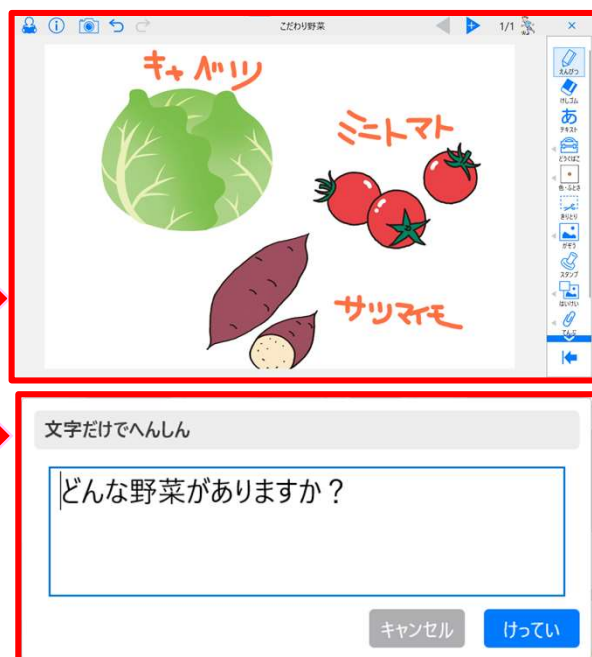 こだわり野菜
1/1
キャベツ
ミニトマト
サツマイモ
えんぴつ
けしゴム
あ
テキスト
どうぐばこ
色・ふとさ
きりとり
がぞう
スタンプ
はいけい
てんぷ
文字だけでへんしん
どんな野菜がありますか？
キャンセル
けってい